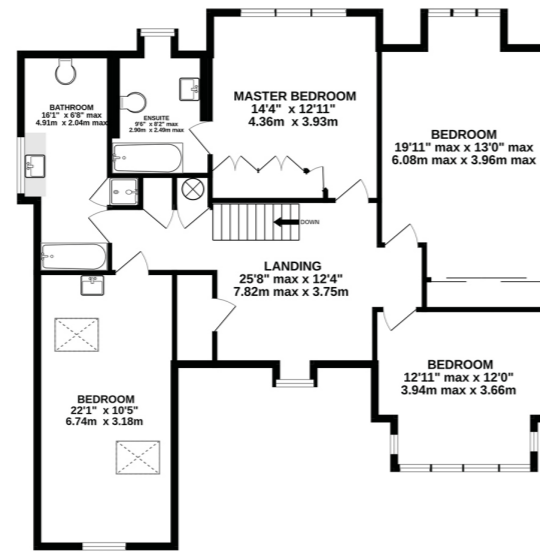 BATHROOM
16'1" x 6'8" max
4.91m x 2.04m max
ENSUITE
9'6" x 8'2" max
2.90m x 2.49m max
MASTER BEDROOM
14'4" x 12'11"
4.36m x 3.93m
BEDROOM
19'11" max x 13'0" max
6.08m max x 3.96m max
DOWN
LANDING
25'8" max x 12'4"
7.82m max x 3.75m
BEDROOM
12'11" max x 12'0"
3.94m max x 3.66m
BEDROOM
22'1" x 10'5"
6.74m x 3.18m